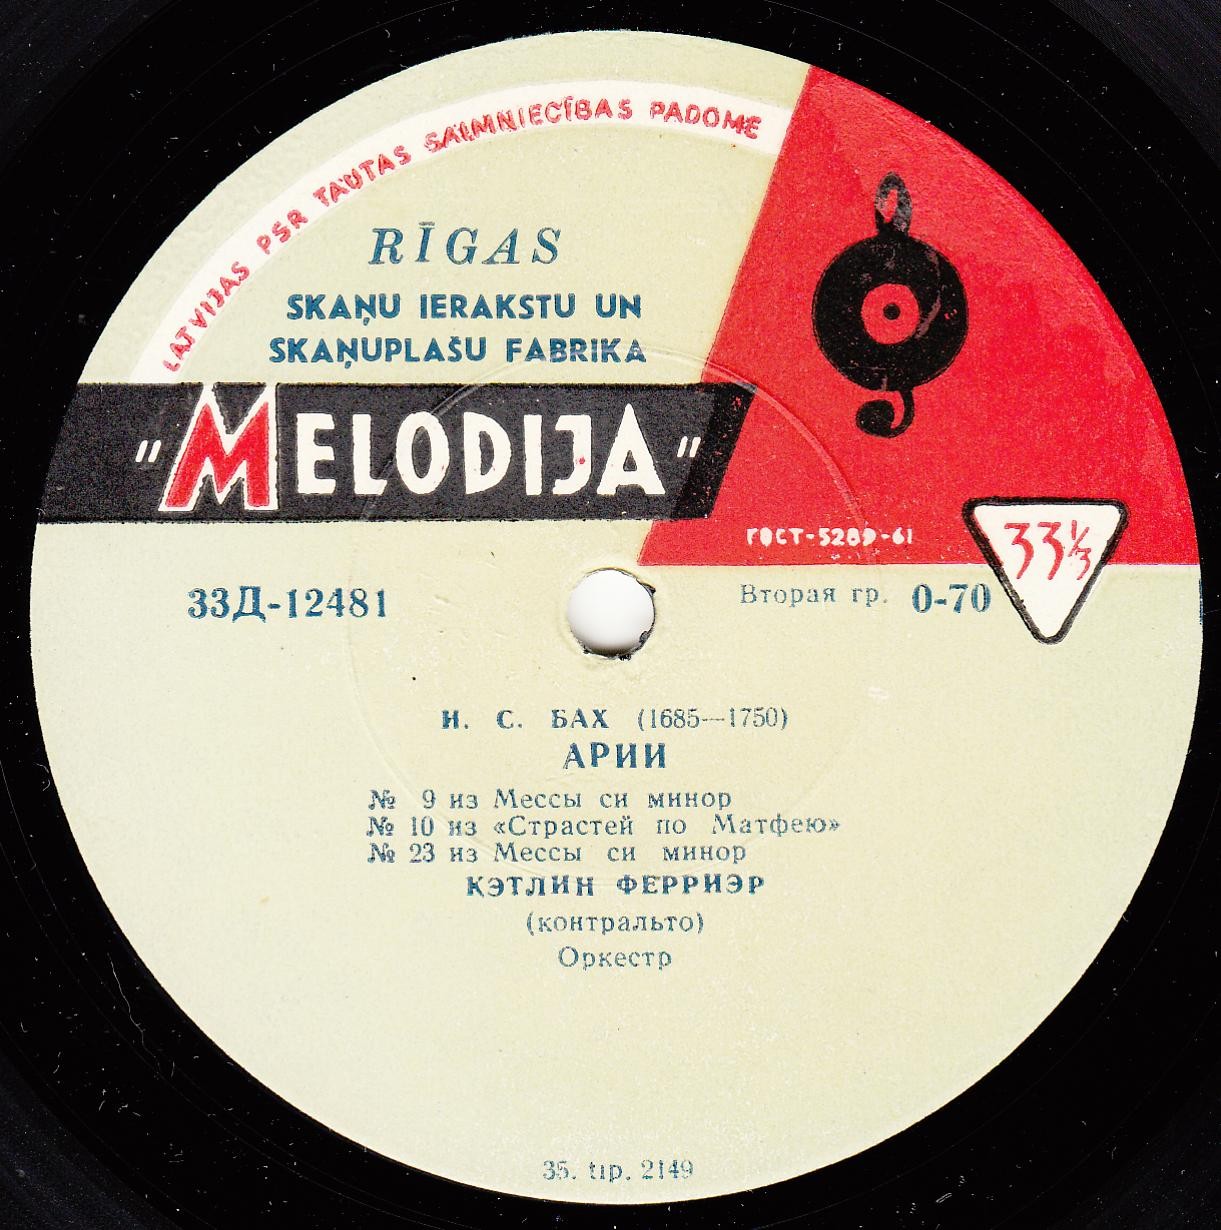 LATVIJAS PSR TAUTAS SAIMNIECĪBAS PADOME
RĪGAS
SKAŅU IERAKSTU UN
SKAŅUPLAŠU FABRIKA
"MELODIJA"
ГОСТ-5289-61
33⅓
33Д-12481
Вторая гр. 0-70
И. С. БАХ (1685—1750)
АРИИ
№ 9 из Мессы си минор
№ 10 из «Страстей по Матфею»
№ 23 из Мессы си минор
КЭТЛИН ФЕРРИЭР
(контральто)
Оркестр
35. tip. 2149